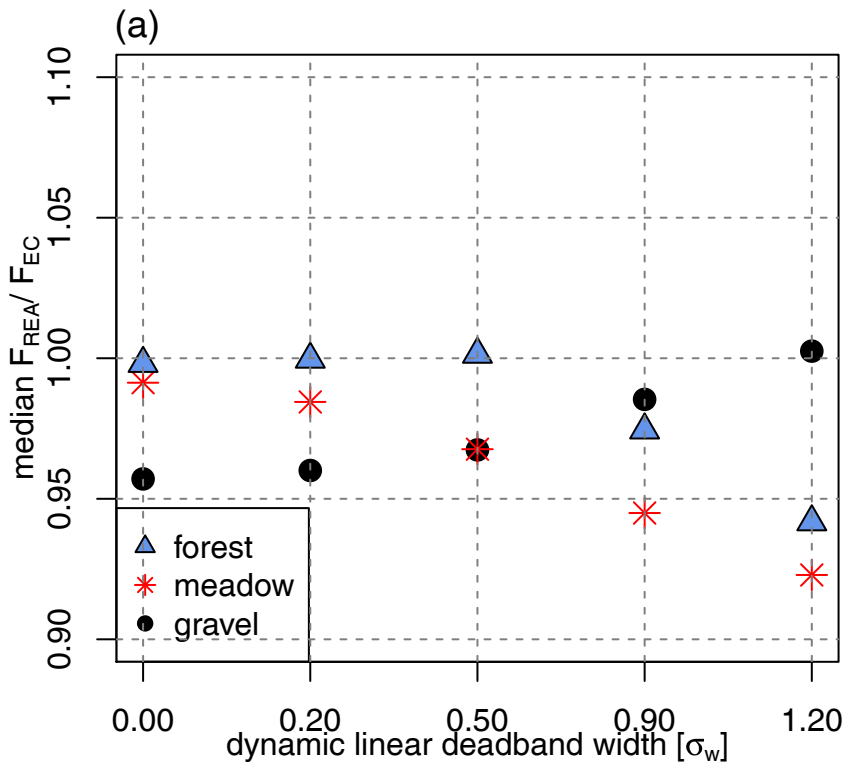 (a)
1.10
1.05
1.00
0.95
0.90
median F_REA / F_EC
forest
meadow
gravel
0.00 0.20 0.50 0.90 1.20
dynamic linear deadband width [σ_w]